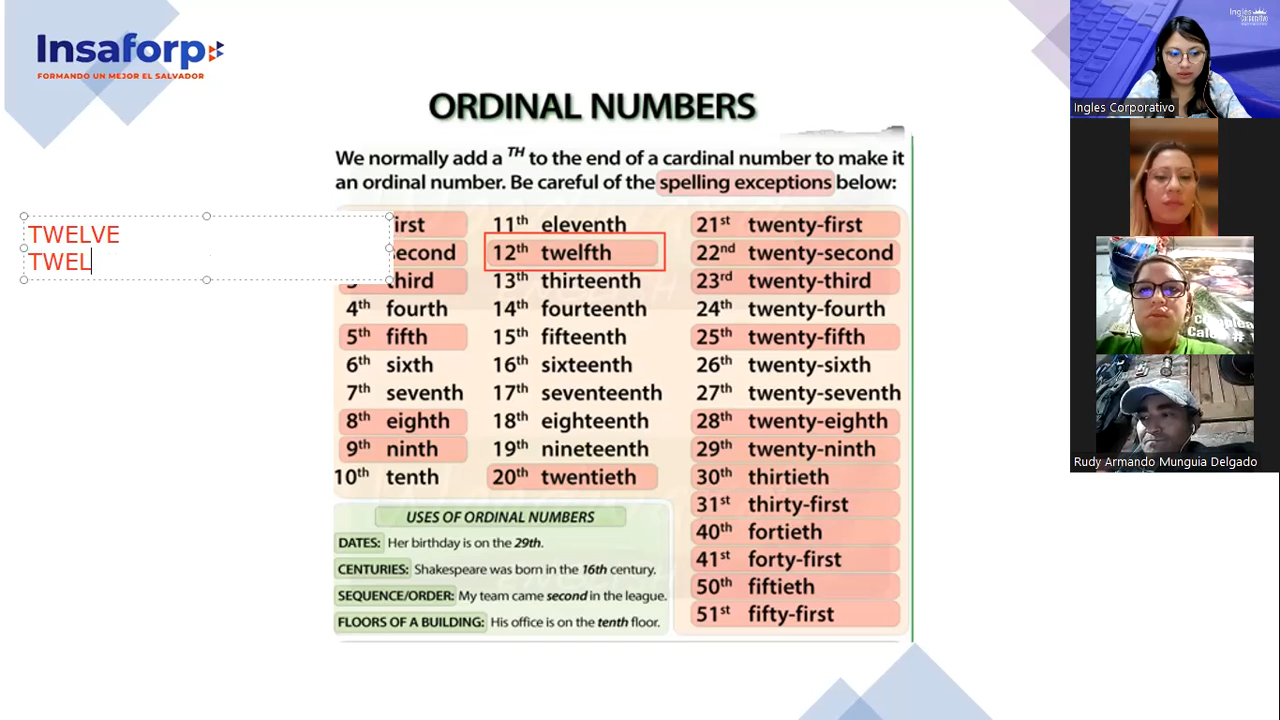 Insaforp
FORMANDO UN MEJOR EL SALVADOR
ORDINAL NUMBERS
We normally add a TH to the end of a cardinal number to make it
an ordinal number. Be careful of the spelling exceptions below:
TWELVE
TWEL
irst
econd
third
4th fourth
5th fifth
6th sixth
7th seventh
8th eighth
9th ninth
10th tenth
11th eleventh
12th twelfth
13th thirteenth
14th fourteenth
15th fifteenth
16th sixteenth
17th seventeenth
18th eighteenth
19th nineteenth
20th twentieth
21st twenty-first
22nd twenty-second
23rd twenty-third
24th twenty-fourth
25th twenty-fifth
26th twenty-sixth
27th twenty-seventh
28th twenty-eighth
29th twenty-ninth
30th thirtieth
31st thirty-first
40th fortieth
41st forty-first
50th fiftieth
51st fifty-first
USES OF ORDINAL NUMBERS
DATES: Her birthday is on the 29th.
CENTURIES: Shakespeare was born in the 16th century.
SEQUENCE/ORDER: My team came second in the league.
FLOORS OF A BUILDING: His office is on the tenth floor.
Ingles Corporativo
Rudy Armando Munguia Delgado